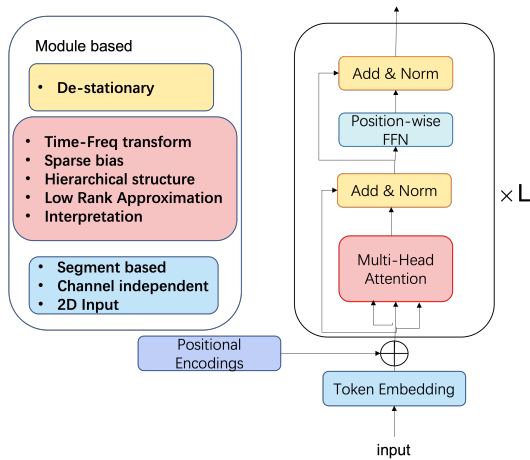 Module based
• De-stationary
• Time-Freq transform
• Sparse bias
• Hierarchical structure
• Low Rank Approximation
• Interpretation
• Segment based
• Channel independent
• 2D Input
Add & Norm
Position-wise
FFN
Add & Norm
× L
Multi-Head
Attention
Positional
Encodings
Token Embedding
input